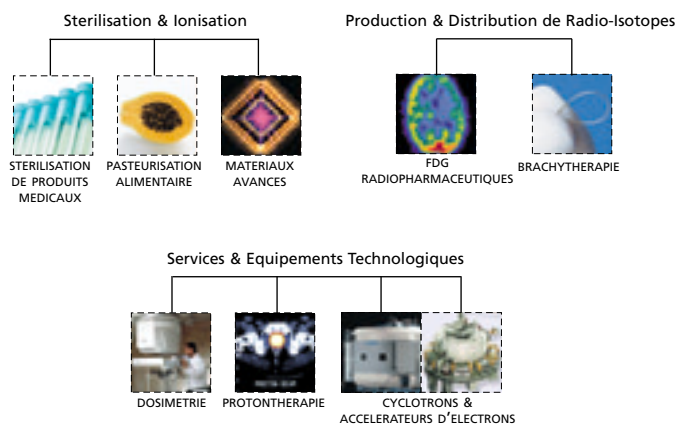 Sterilisation & Ionisation
Production & Distribution de Radio-Isotopes
STERILISATION
DE PRODUITS
MEDICAUX
PASTEURISATION
ALIMENTAIRE
MATERIAUX
AVANCES
FDG
RADIOPHARMACEUTIQUES
BRACHYTHERAPIE
Services & Equipements Technologiques
DOSIMETRIE
PROTONTHERAPIE
CYCLOTRONS &
ACCELERATEURS D'ELECTRONS